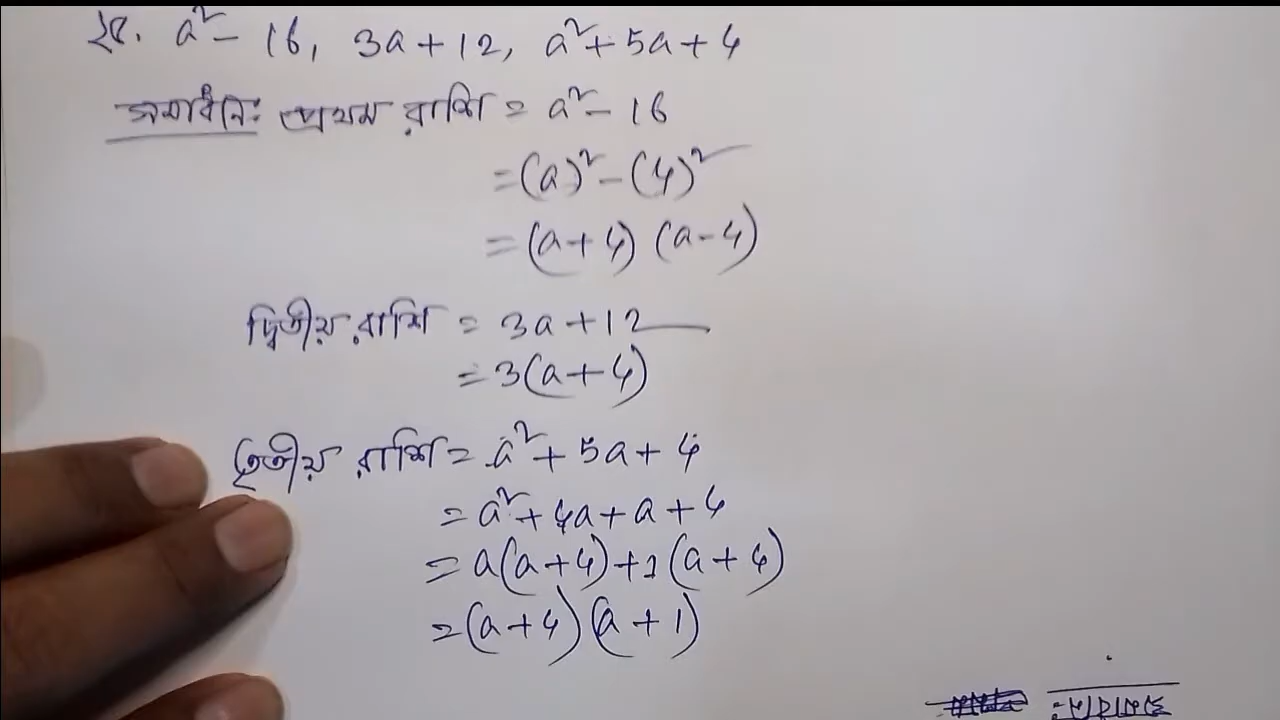 ২৫. a² - 16, 3a + 12, a² + 5a + 4
সমাধান: প্রথম রাশি = a² - 16
= (a)² - (4)²
= (a + 4) (a - 4)
দ্বিতীয় রাশি = 3a + 12
= 3(a + 4)
তৃতীয় রাশি = a² + 5a + 4
= a² + 4a + a + 4
= a(a + 4) + 1(a + 4)
= (a + 4) (a + 1)